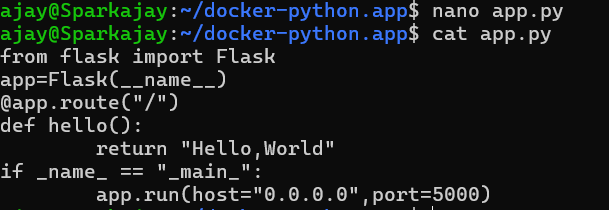 ajay@Sparkajay:~/docker-python.app$ nano app.py
ajay@Sparkajay:~/docker-python.app$ cat app.py
from flask import Flask
app=Flask(__name__)
@app.route("/")
def hello():
        return "Hello,World"
if _name_ == "_main_":
        app.run(host="0.0.0.0",port=5000)